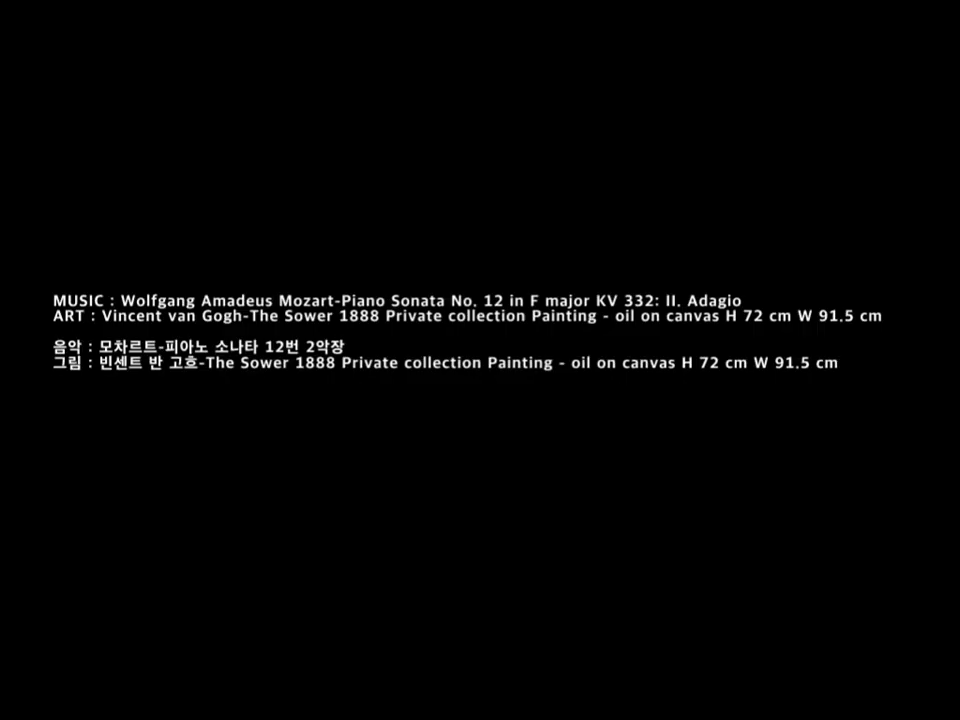 MUSIC : Wolfgang Amadeus Mozart-Piano Sonata No. 12 in F major KV 332: II. Adagio
ART : Vincent van Gogh-The Sower 1888 Private collection Painting - oil on canvas H 72 cm W 91.5 cm
음악 : 모차르트-피아노 소나타 12번 2악장
그림 : 빈센트 반 고흐-The Sower 1888 Private collection Painting - oil on canvas H 72 cm W 91.5 cm